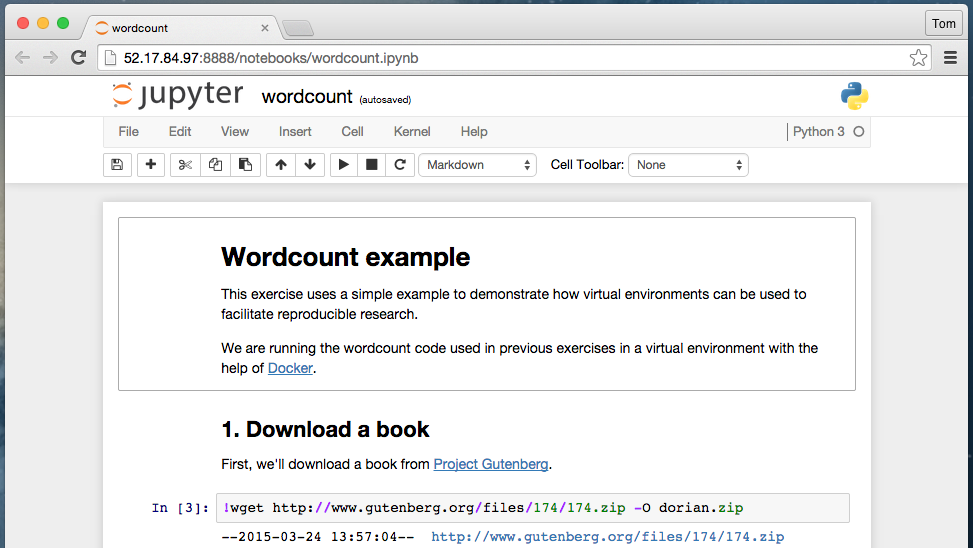 wordcount
Tom
52.17.84.97:8888/notebooks/wordcount.ipynb
jupyter wordcount (autosaved)
File Edit View Insert Cell Kernel Help Python 3
Markdown Cell Toolbar: None
Wordcount example
This exercise uses a simple example to demonstrate how virtual environments can be used to
facilitate reproducible research.
We are running the wordcount code used in previous exercises in a virtual environment with the
help of Docker.
1. Download a book
First, we'll download a book from Project Gutenberg.
In [3]: !wget http://www.gutenberg.org/files/174/174.zip -O dorian.zip
--2015-03-24 13:57:04-- http://www.gutenberg.org/files/174/174.zip